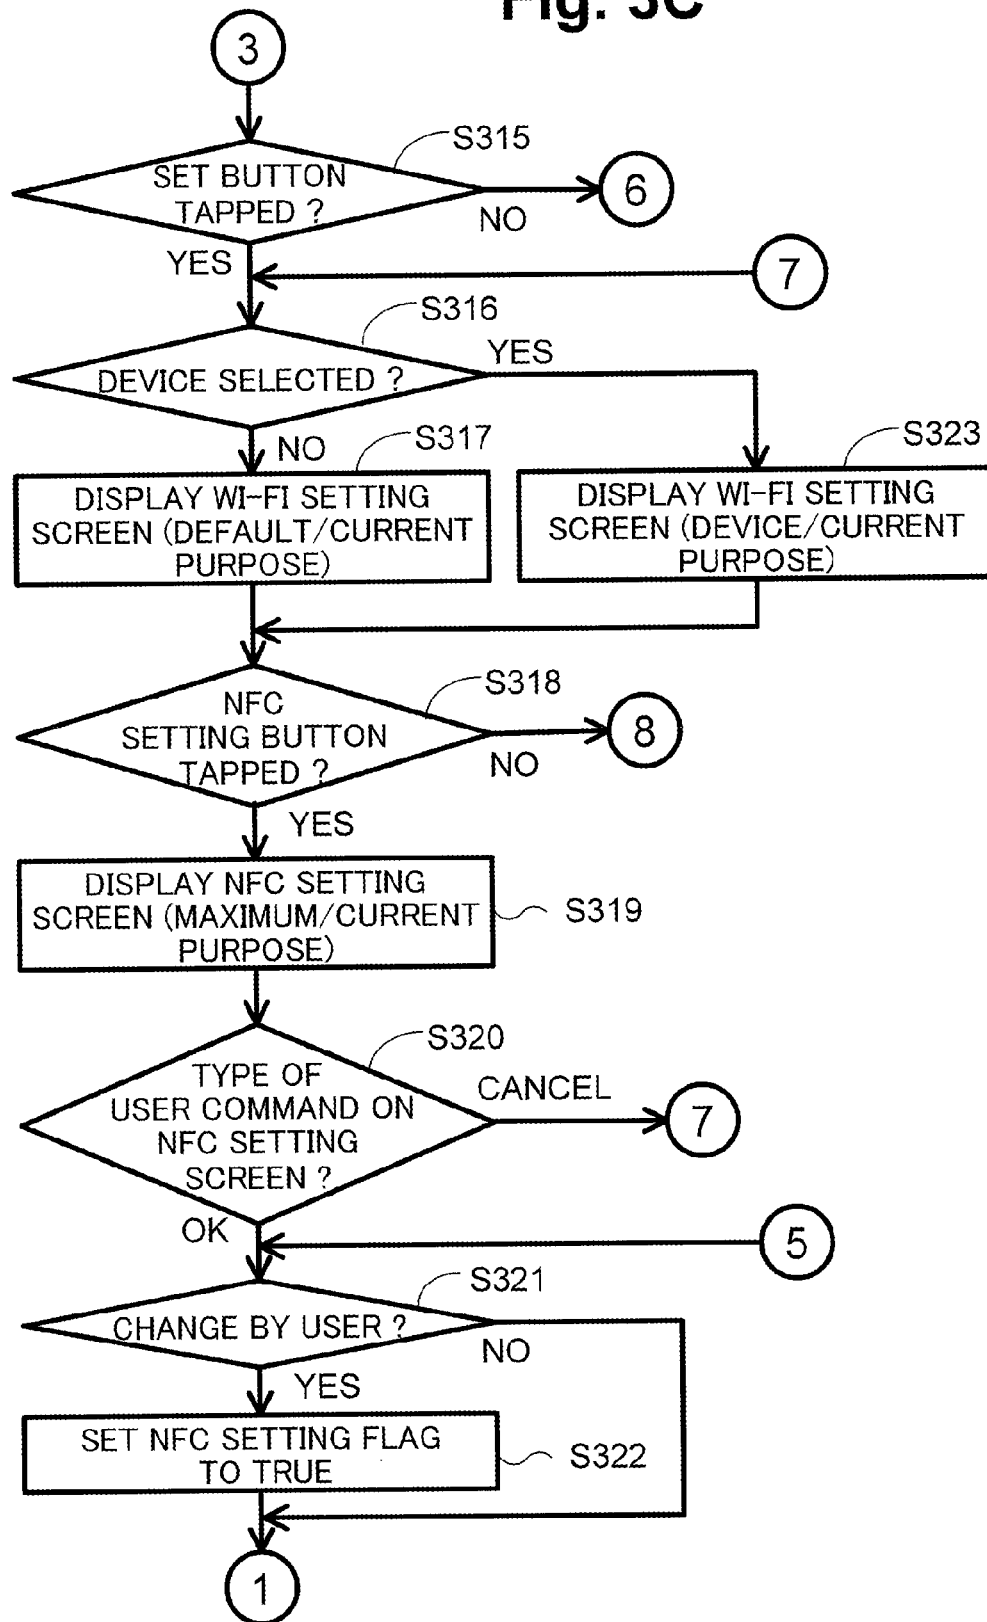 Fig. 3C
3
S315
SET BUTTON
TAPPED ?
NO
6
YES
7
S316
DEVICE SELECTED ?
YES
NO
S317
S323
DISPLAY WI-FI SETTING
SCREEN (DEFAULT/CURRENT
PURPOSE)
DISPLAY WI-FI SETTING
SCREEN (DEVICE/CURRENT
PURPOSE)
S318
NFC
SETTING BUTTON
TAPPED ?
NO
8
YES
DISPLAY NFC SETTING
SCREEN (MAXIMUM/CURRENT
PURPOSE)
S319
S320
TYPE OF
USER COMMAND ON
NFC SETTING
SCREEN ?
CANCEL
7
OK
5
S321
CHANGE BY USER ?
NO
YES
SET NFC SETTING FLAG
TO TRUE
S322
1